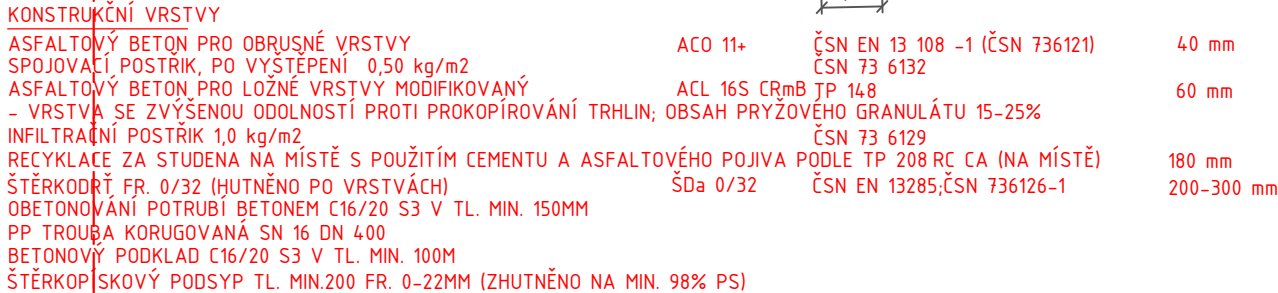 KONSTRUKČNÍ VRSTVY
ASFALTOVÝ BETON PRO OBRUSNÉ VRSTVY ACO 11+ ČSN EN 13 108 -1 (ČSN 736121) 40 mm
SPOJOVACÍ POSTŘIK, PO VYŠTĚPENÍ 0,50 kg/m2 ČSN 73 6132
ASFALTOVÝ BETON PRO LOŽNÉ VRSTVY MODIFIKOVANÝ ACL 16S CRmB TP 148 60 mm
- VRSTVA SE ZVÝŠENOU ODOLNOSTÍ PROTI PROKOPÍROVÁNÍ TRHLIN; OBSAH PRYŽOVÉHO GRANULÁTU 15-25%
INFILTRAČNÍ POSTŘIK 1,0 kg/m2 ČSN 73 6129
RECYKLACE ZA STUDENA NA MÍSTĚ S POUŽITÍM CEMENTU A ASFALTOVÉHO POJIVA PODLE TP 208 RC CA (NA MÍSTĚ) 180 mm
ŠTĚRKODRŤ FR. 0/32 (HUTNĚNO PO VRSTVÁCH) ŠDa 0/32 ČSN EN 13285;ČSN 736126-1 200-300 mm
OBETONOVÁNÍ POTRUBÍ BETONEM C16/20 S3 V TL. MIN. 150MM
PP TROUBA KORUGOVANÁ SN 16 DN 400
BETONOVÝ PODKLAD C16/20 S3 V TL. MIN. 100M
ŠTĚRKOPÍSKOVÝ PODSYP TL. MIN.200 FR. 0-22MM (ZHUTNĚNO NA MIN. 98% PS)